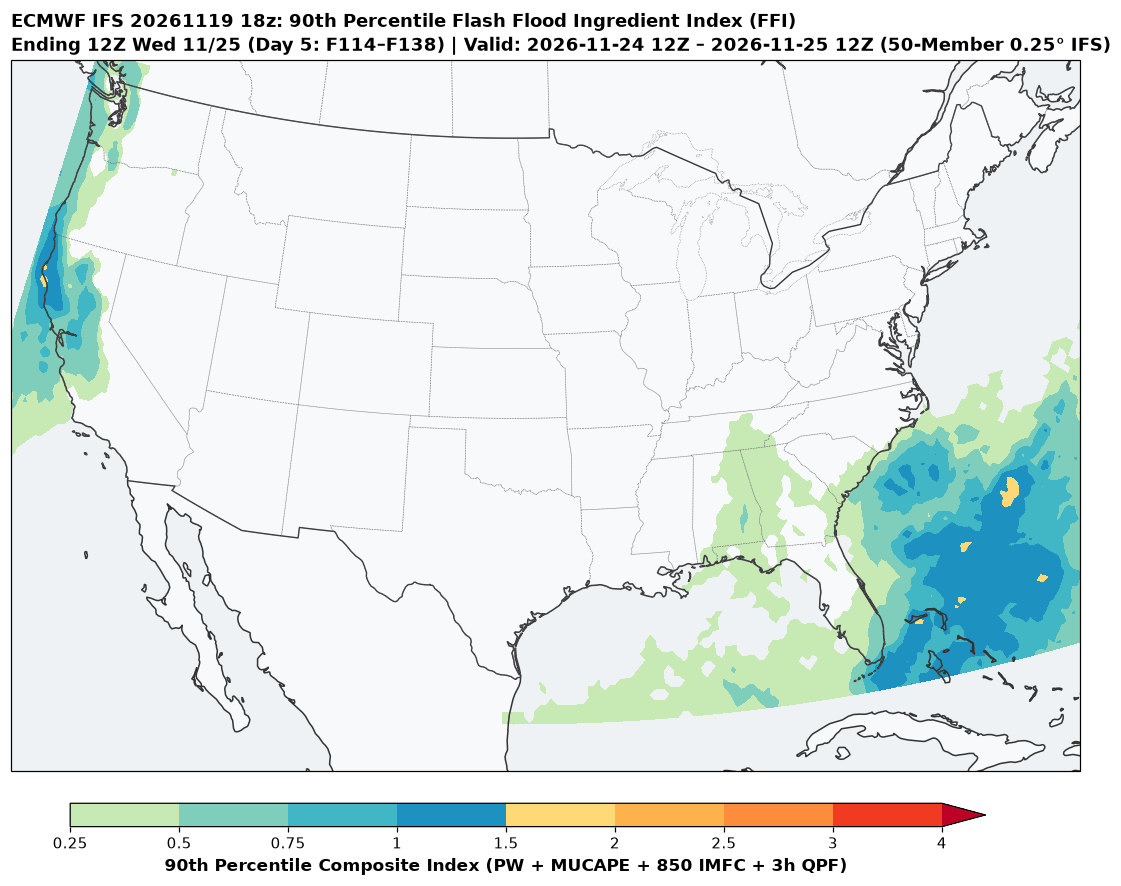 ECMWF IFS 20261119 18z: 90th Percentile Flash Flood Ingredient Index (FFI)
Ending 12Z Wed 11/25 (Day 5: F114–F138) | Valid: 2026-11-24 12Z – 2026-11-25 12Z (50-Member 0.25° IFS)
0.25 0.5 0.75 1 1.5 2 2.5 3 4
90th Percentile Composite Index (PW + MUCAPE + 850 IMFC + 3h QPF)